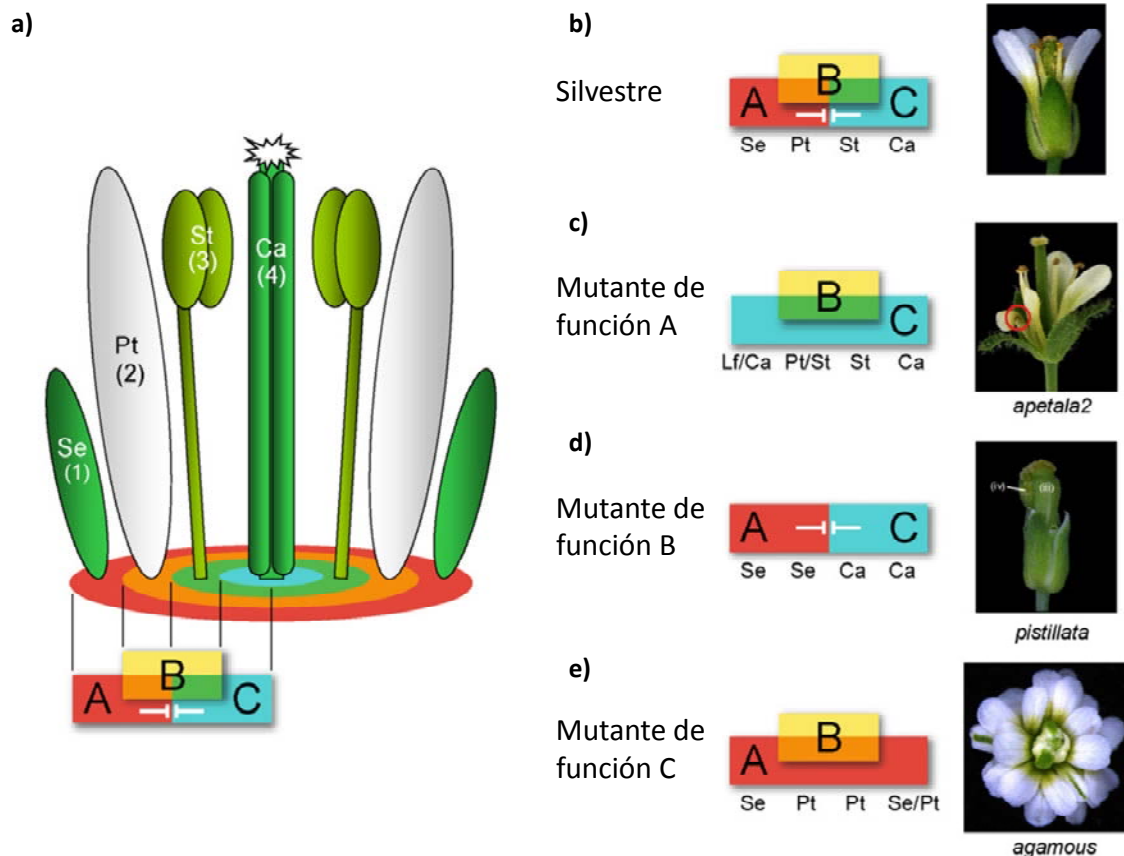 a)
St
(3)
Ca
(4)
Pt
(2)
Se
(1)
A B C
b)
Silvestre
A B C
Se Pt St Ca
c)
Mutante de
función A
B C
Lf/Ca Pt/St St Ca
apetala2
d)
Mutante de
función B
A C
Se Se Ca Ca
(iv) (iii)
pistillata
e)
Mutante de
función C
A B
Se Pt Pt Se/Pt
agamous